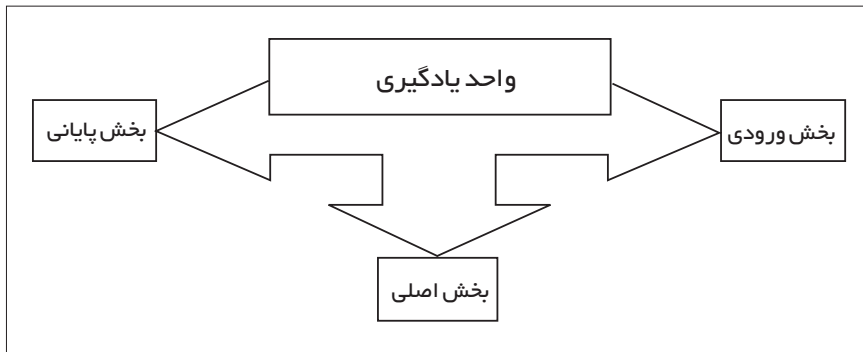 واحد یادگیری
بخش ورودی
بخش پایانی
بخش اصلی